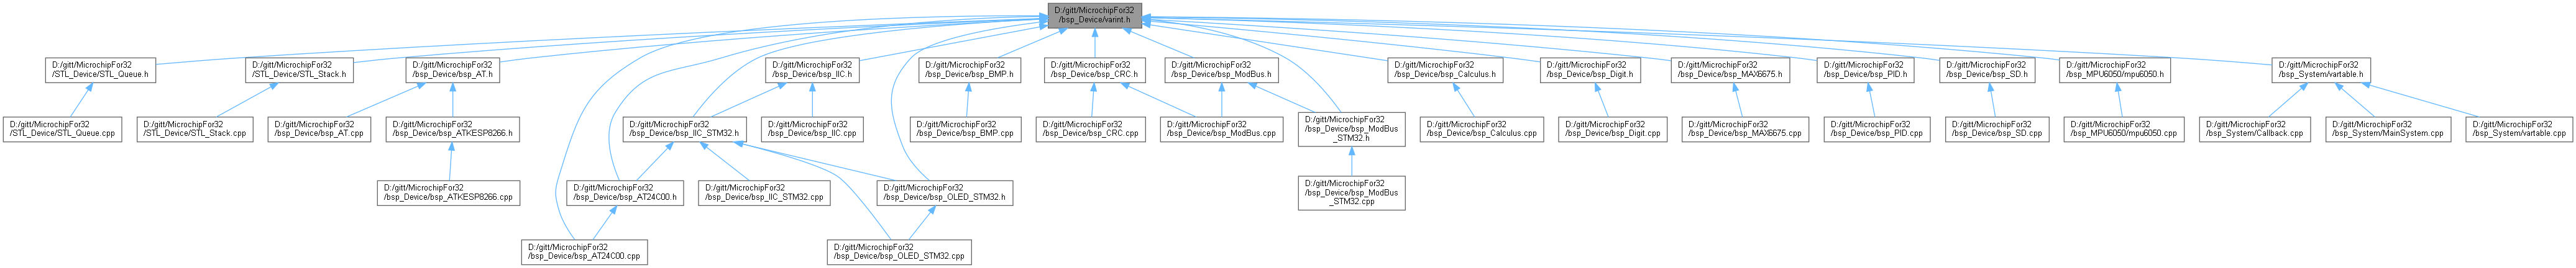 D:/gitt/MicrochipFor32
/bsp_Device/varint.h
D:/gitt/MicrochipFor32
/STL_Device/STL_Queue.h
D:/gitt/MicrochipFor32
/STL_Device/STL_Stack.h
D:/gitt/MicrochipFor32
/bsp_Device/bsp_AT.h
D:/gitt/MicrochipFor32
/bsp_Device/bsp_IIC.h
D:/gitt/MicrochipFor32
/bsp_Device/bsp_BMP.h
D:/gitt/MicrochipFor32
/bsp_Device/bsp_CRC.h
D:/gitt/MicrochipFor32
/bsp_Device/bsp_ModBus.h
D:/gitt/MicrochipFor32
/bsp_Device/bsp_Calculus.h
D:/gitt/MicrochipFor32
/bsp_Device/bsp_Digit.h
D:/gitt/MicrochipFor32
/bsp_Device/bsp_MAX6675.h
D:/gitt/MicrochipFor32
/bsp_Device/bsp_PID.h
D:/gitt/MicrochipFor32
/bsp_Device/bsp_SD.h
D:/gitt/MicrochipFor32
/bsp_MPU6050/mpu6050.h
D:/gitt/MicrochipFor32
/bsp_System/vartable.h
D:/gitt/MicrochipFor32
/STL_Device/STL_Queue.cpp
D:/gitt/MicrochipFor32
/STL_Device/STL_Stack.cpp
D:/gitt/MicrochipFor32
/bsp_Device/bsp_AT.cpp
D:/gitt/MicrochipFor32
/bsp_Device/bsp_ATKESP8266.h
D:/gitt/MicrochipFor32
/bsp_Device/bsp_IIC_STM32.h
D:/gitt/MicrochipFor32
/bsp_Device/bsp_IIC.cpp
D:/gitt/MicrochipFor32
/bsp_Device/bsp_BMP.cpp
D:/gitt/MicrochipFor32
/bsp_Device/bsp_CRC.cpp
D:/gitt/MicrochipFor32
/bsp_Device/bsp_ModBus.cpp
D:/gitt/MicrochipFor32
/bsp_Device/bsp_ModBus
_STM32.h
D:/gitt/MicrochipFor32
/bsp_Device/bsp_Calculus.cpp
D:/gitt/MicrochipFor32
/bsp_Device/bsp_Digit.cpp
D:/gitt/MicrochipFor32
/bsp_Device/bsp_MAX6675.cpp
D:/gitt/MicrochipFor32
/bsp_Device/bsp_PID.cpp
D:/gitt/MicrochipFor32
/bsp_Device/bsp_SD.cpp
D:/gitt/MicrochipFor32
/bsp_MPU6050/mpu6050.cpp
D:/gitt/MicrochipFor32
/bsp_System/Callback.cpp
D:/gitt/MicrochipFor32
/bsp_System/MainSystem.cpp
D:/gitt/MicrochipFor32
/bsp_System/vartable.cpp
D:/gitt/MicrochipFor32
/bsp_Device/bsp_ATKESP8266.cpp
D:/gitt/MicrochipFor32
/bsp_Device/bsp_AT24C00.h
D:/gitt/MicrochipFor32
/bsp_Device/bsp_IIC_STM32.cpp
D:/gitt/MicrochipFor32
/bsp_Device/bsp_OLED_STM32.h
D:/gitt/MicrochipFor32
/bsp_Device/bsp_ModBus
_STM32.cpp
D:/gitt/MicrochipFor32
/bsp_Device/bsp_AT24C00.cpp
D:/gitt/MicrochipFor32
/bsp_Device/bsp_OLED_STM32.cpp